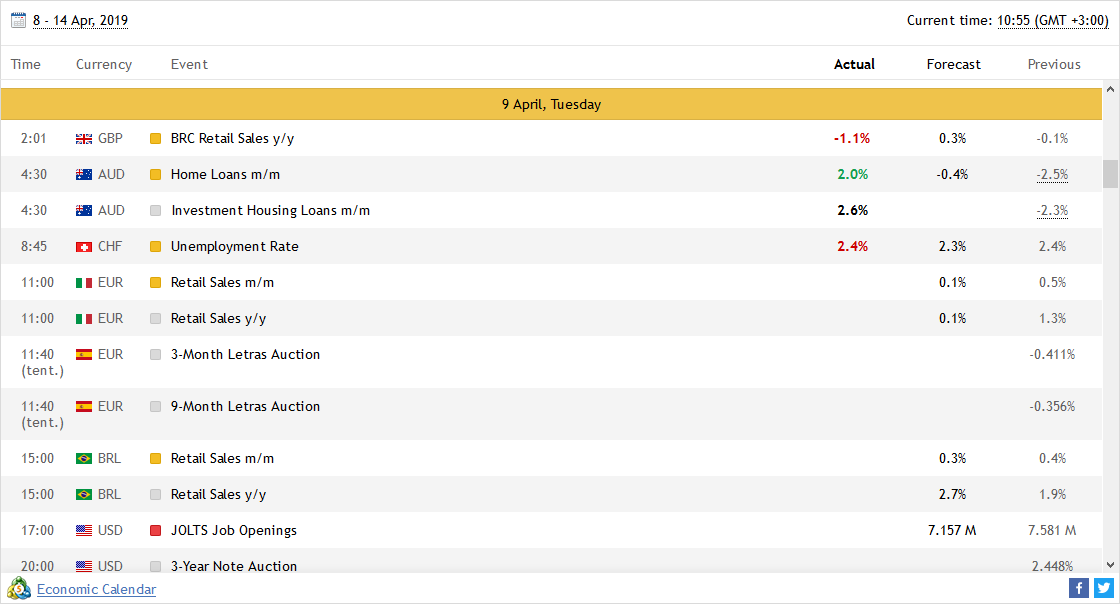 8 - 14 Apr, 2019 Current time: 10:55 (GMT +3:00)
Time Currency Event Actual Forecast Previous
9 April, Tuesday
2:01 GBP BRC Retail Sales y/y -1.1% 0.3% -0.1%
4:30 AUD Home Loans m/m 2.0% -0.4% -2.5%
4:30 AUD Investment Housing Loans m/m 2.6% -2.3%
8:45 CHF Unemployment Rate 2.4% 2.3% 2.4%
11:00 EUR Retail Sales m/m 0.1% 0.5%
11:00 EUR Retail Sales y/y 0.1% 1.3%
11:40 EUR 3-Month Letras Auction -0.411%
(tent.)
11:40 EUR 9-Month Letras Auction -0.356%
(tent.)
15:00 BRL Retail Sales m/m 0.3% 0.4%
15:00 BRL Retail Sales y/y 2.7% 1.9%
17:00 USD JOLTS Job Openings 7.157 M 7.581 M
20:00 USD 3-Year Note Auction 2.448%
Economic Calendar